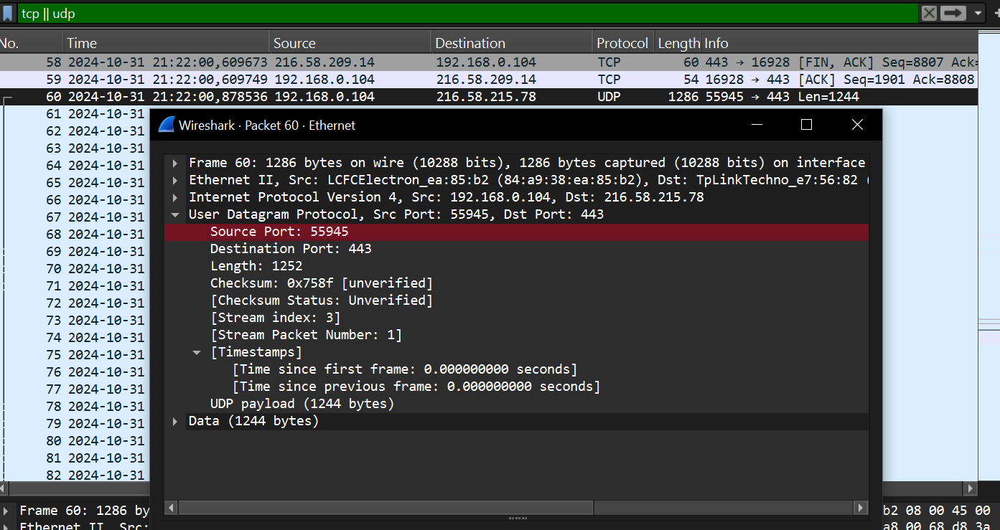 tcp || udp
No. Time Source Destination Protocol Length Info
58 2024-10-31 21:22:00,609673 216.58.209.14 192.168.0.104 TCP 60 443 → 16928 [FIN, ACK] Seq=8807 Ack=
59 2024-10-31 21:22:00,609749 192.168.0.104 216.58.209.14 TCP 54 16928 → 443 [ACK] Seq=1901 Ack=8808
60 2024-10-31 21:22:00,878536 192.168.0.104 216.58.215.78 UDP 1286 55945 → 443 Len=1244
61 2024-10-31
62 2024-10-31
63 2024-10-31
64 2024-10-31
65 2024-10-31
66 2024-10-31
67 2024-10-31
68 2024-10-31
69 2024-10-31
70 2024-10-31
71 2024-10-31
72 2024-10-31
73 2024-10-31
74 2024-10-31
75 2024-10-31
76 2024-10-31
77 2024-10-31
78 2024-10-31
79 2024-10-31
80 2024-10-31
81 2024-10-31
82 2024-10-31
Wireshark · Packet 60 · Ethernet
Frame 60: 1286 bytes on wire (10288 bits), 1286 bytes captured (10288 bits) on interface
Ethernet II, Src: LCFCElectron_ea:85:b2 (84:a9:38:ea:85:b2), Dst: TpLinkTechno_e7:56:82 (
Internet Protocol Version 4, Src: 192.168.0.104, Dst: 216.58.215.78
User Datagram Protocol, Src Port: 55945, Dst Port: 443
Source Port: 55945
Destination Port: 443
Length: 1252
Checksum: 0x758f [unverified]
[Checksum Status: Unverified]
[Stream index: 3]
[Stream Packet Number: 1]
[Timestamps]
[Time since first frame: 0.000000000 seconds]
[Time since previous frame: 0.000000000 seconds]
UDP payload (1244 bytes)
Data (1244 bytes)
Frame 60: 1286 by
b2 08 00 45 00
Ethernet II, Src:
a8 00 68 d8 3a